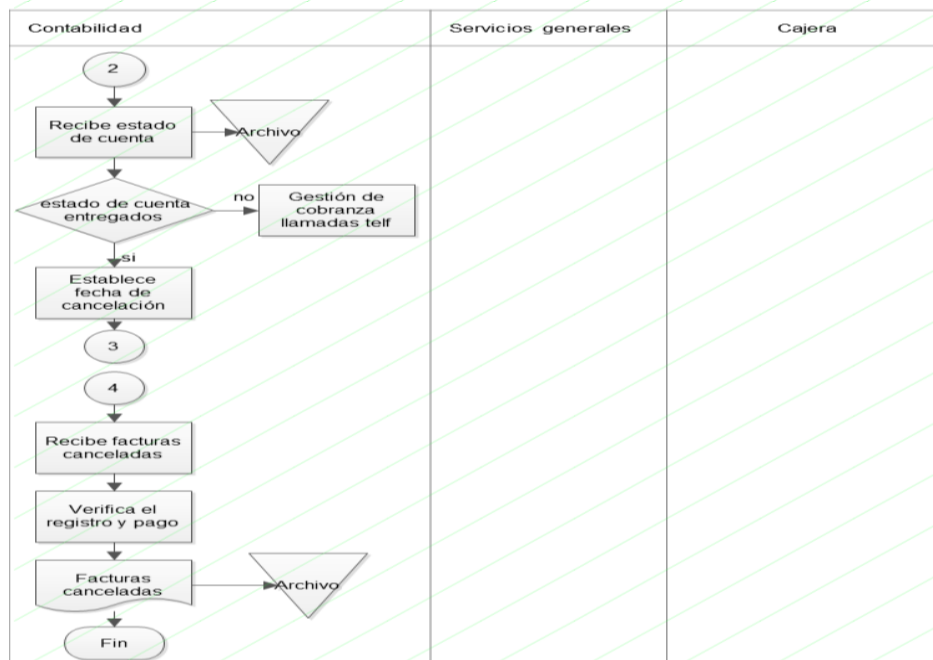 Contabilidad
Servicios generales
Cajera
2
Recibe estado
de cuenta
Archivo
estado de cuenta
entregados
no
Gestión de
cobranza
llamadas telf
si
Establece
fecha de
cancelación
3
4
Recibe facturas
canceladas
Verifica el
registro y pago
Facturas
canceladas
Archivo
Fin